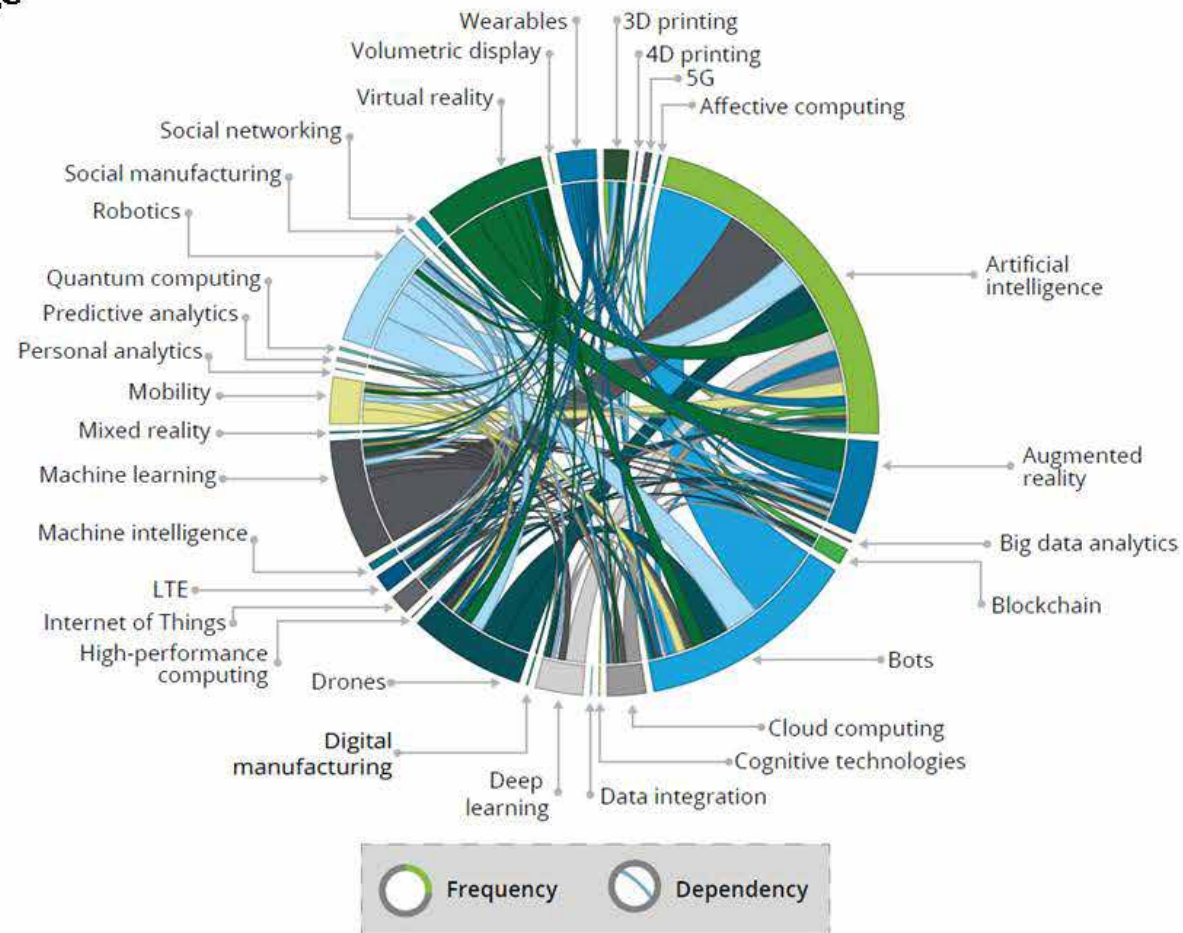 Wearables
3D printing
Volumetric display
4D printing
5G
Virtual reality
Affective computing
Social networking
Social manufacturing
Robotics
Artificial
intelligence
Quantum computing
Predictive analytics
Personal analytics
Mobility
Mixed reality
Machine learning
Augmented
reality
Machine intelligence
Big data analytics
LTE
Blockchain
Internet of Things
High-performance
computing
Bots
Drones
Cloud computing
Digital
manufacturing
Cognitive technologies
Deep
learning
Data integration
Frequency
Dependency